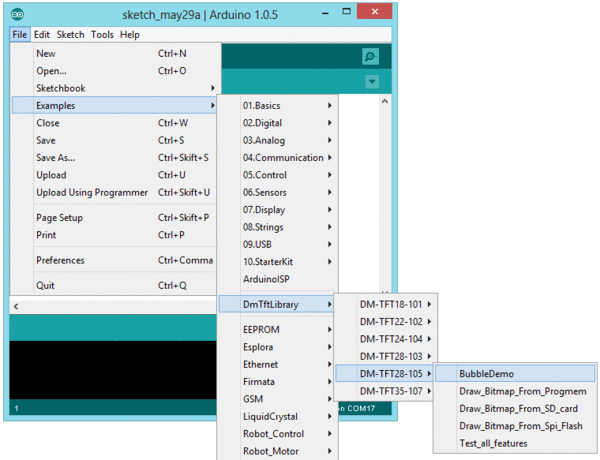 sketch_may29a | Arduino 1.0.5
File Edit Sketch Tools Help
New Ctrl+N
Open... Ctrl+O
Sketchbook
Examples
Close Ctrl+W
Save Ctrl+S
Save As... Ctrl+Skift+S
Upload Ctrl+U
Upload Using Programmer Ctrl+Skift+U
Page Setup Ctrl+Skift+P
Print Ctrl+P
Preferences Ctrl+Comma
Quit Ctrl+Q
01.Basics
02.Digital
03.Analog
04.Communication
05.Control
06.Sensors
07.Display
08.Strings
09.USB
10.StarterKit
ArduinoISP
DmTftLibrary
EEPROM
Esplora
Ethernet
Firmata
GSM
LiquidCrystal
Robot_Control
Robot_Motor
DM-TFT18-101
DM-TFT22-102
DM-TFT24-104
DM-TFT28-103
DM-TFT28-105
DM-TFT35-107
BubbleDemo
Draw_Bitmap_From_Progmem
Draw_Bitmap_From_SD_card
Draw_Bitmap_From_Spi_Flash
Test_all_features
1 on COM17